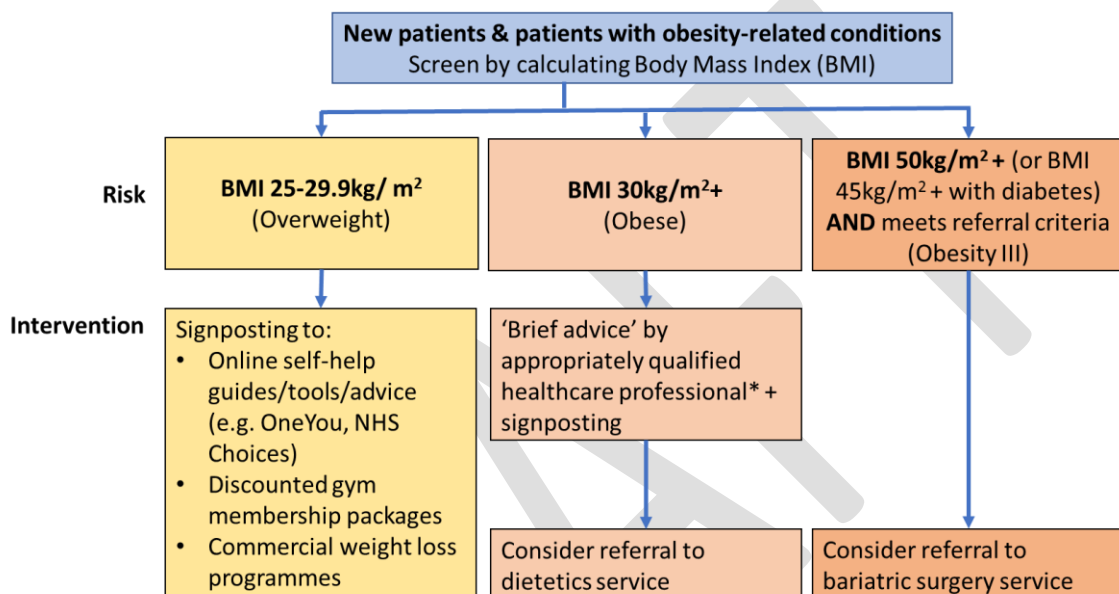 New patients & patients with obesity-related conditions
Screen by calculating Body Mass Index (BMI)
Risk
BMI 25-29.9kg/ m²
(Overweight)
BMI 30kg/m²+
(Obese)
BMI 50kg/m²+ (or BMI
45kg/m²+ with diabetes)
AND meets referral criteria
(Obesity III)
Intervention
Signposting to:
• Online self-help
guides/tools/advice
(e.g. OneYou, NHS
Choices)
• Discounted gym
membership packages
• Commercial weight loss
programmes
‘Brief advice’ by
appropriately qualified
healthcare professional* +
signposting
Consider referral to
dietetics service
Consider referral to
bariatric surgery service